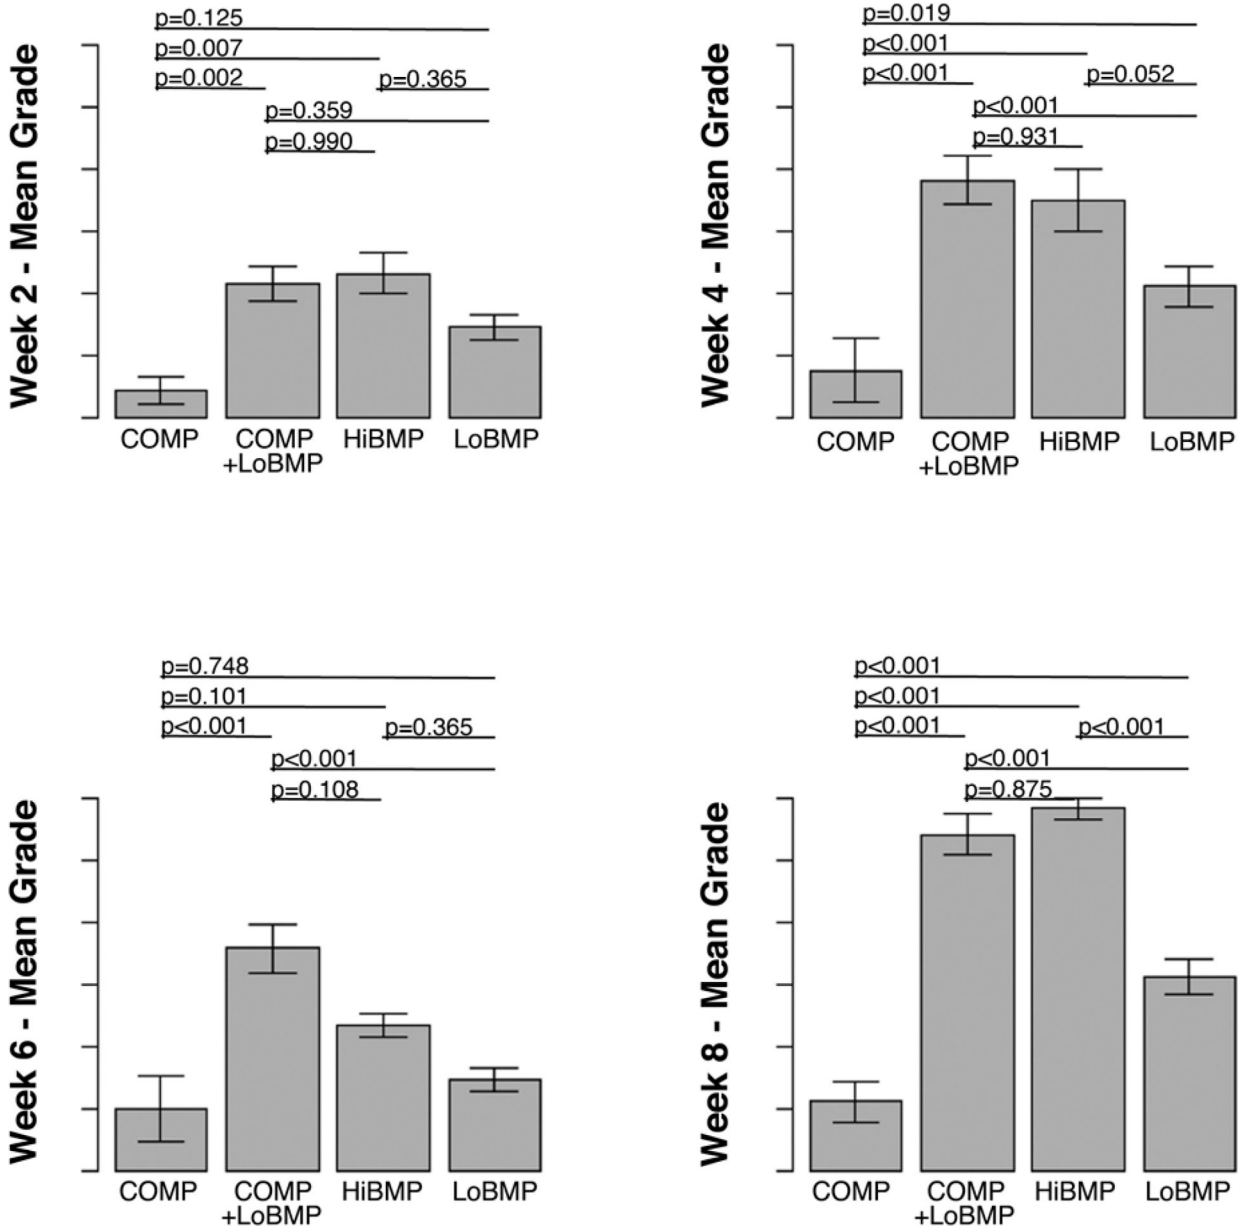 p=0.125
p=0.007
p=0.002
p=0.365
p=0.359
p=0.990
Week 2 - Mean Grade
COMP
COMP
+LoBMP
HiBMP
LoBMP
p=0.019
p<0.001
p<0.001
p=0.052
p<0.001
p=0.931
Week 4 - Mean Grade
COMP
COMP
+LoBMP
HiBMP
LoBMP
p=0.748
p=0.101
p<0.001
p=0.365
p<0.001
p=0.108
Week 6 - Mean Grade
COMP
COMP
+LoBMP
HiBMP
LoBMP
p<0.001
p<0.001
p<0.001
p<0.001
p<0.001
p=0.875
Week 8 - Mean Grade
COMP
COMP
+LoBMP
HiBMP
LoBMP